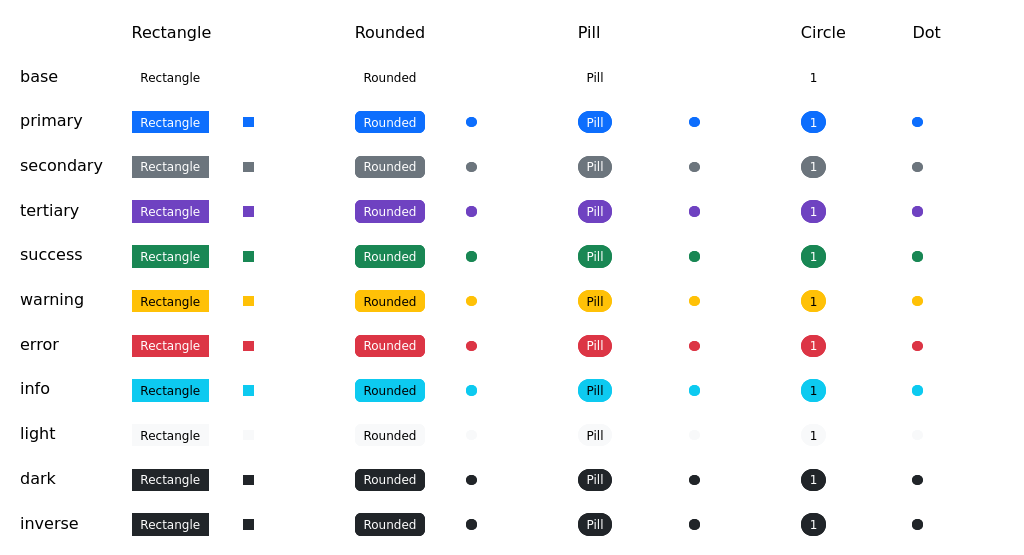 Rectangle Rounded Pill Circle Dot
base Rectangle Rounded Pill 1
primary Rectangle Rounded Pill 1
secondary Rectangle Rounded Pill 1
tertiary Rectangle Rounded Pill 1
success Rectangle Rounded Pill 1
warning Rectangle Rounded Pill 1
error Rectangle Rounded Pill 1
info Rectangle Rounded Pill 1
light Rectangle Rounded Pill 1
dark Rectangle Rounded Pill 1
inverse Rectangle Rounded Pill 1